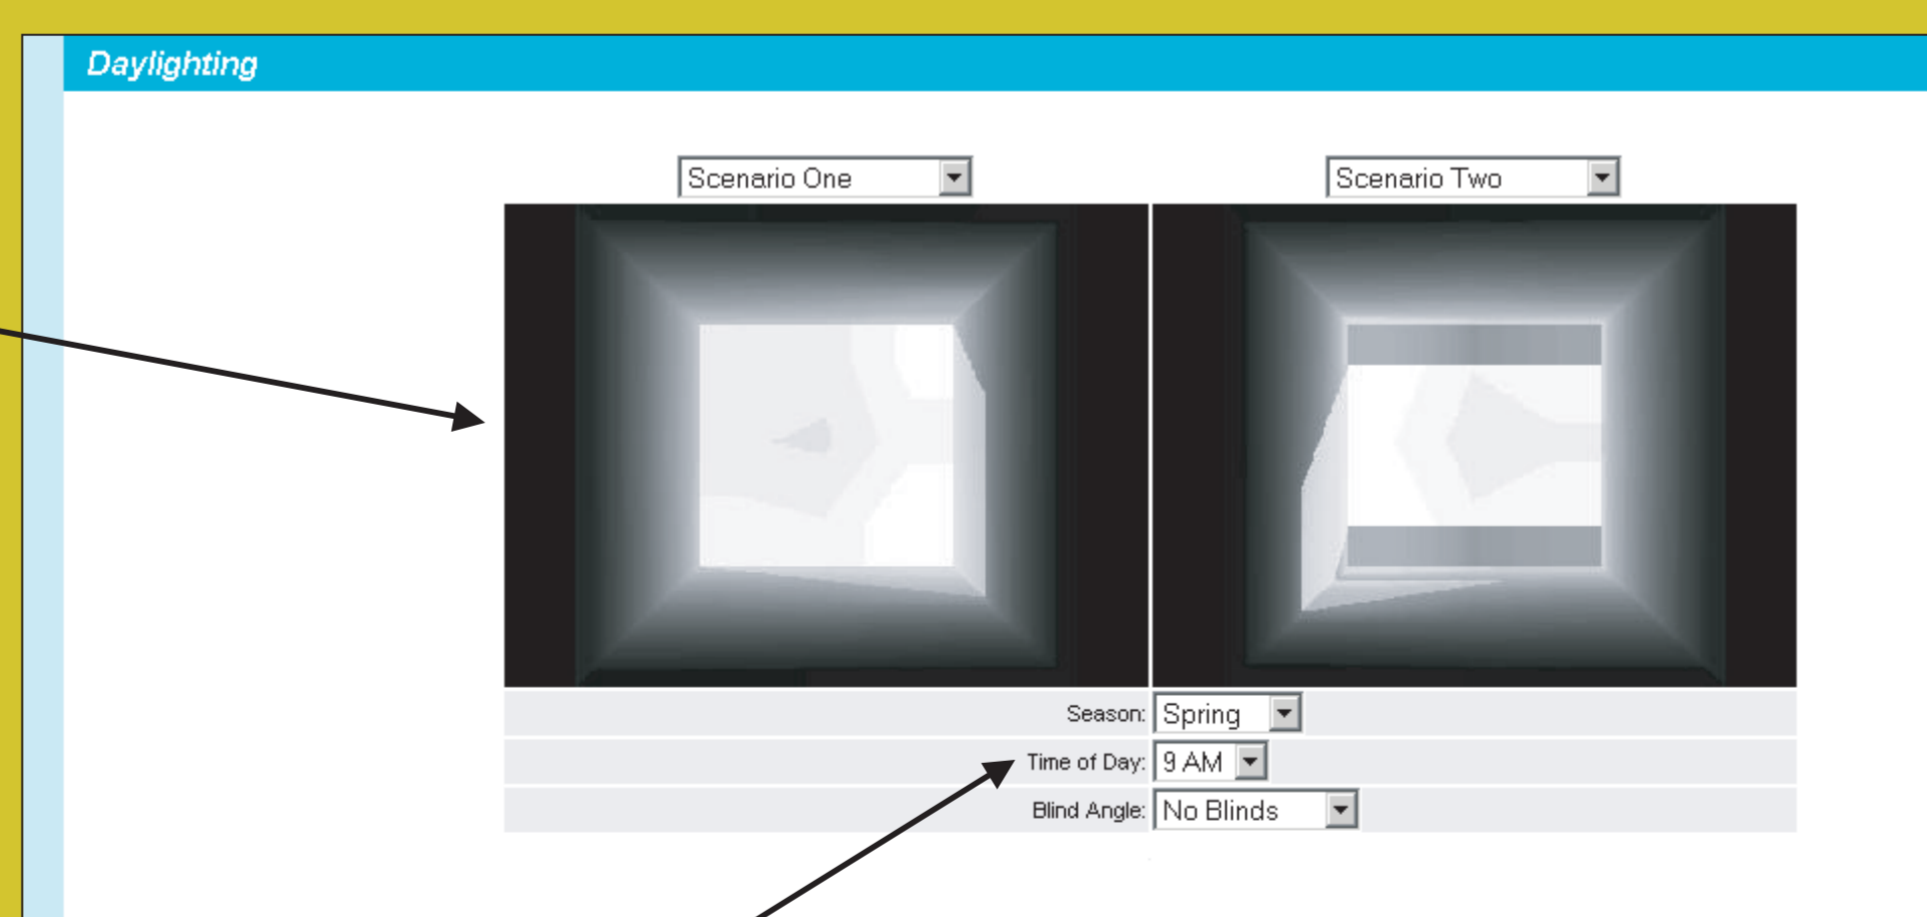 Daylighting
Scenario One
Scenario Two
Season: Spring
Time of Day: 9 AM
Blind Angle: No Blinds